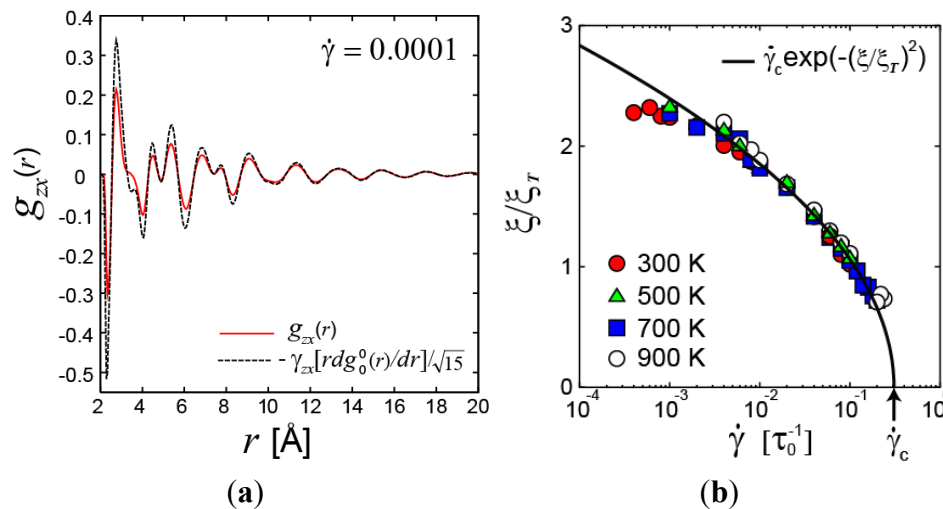 0.4
0.3
0.2
0.1
0
-0.1
-0.2
-0.3
-0.4
-0.5
g_zx(r)
γ̇ = 0.0001
g_zx(r)
- γ_zx[rdg_0^0(r)/dr]/√15
2 4 6 8 10 12 14 16 18 20
r [Å]
(a)
3
2
1
0
ξ/ξ_T
γ̇_c exp(-(ξ/ξ_T)^2)
300 K
500 K
700 K
900 K
10^-4 10^-3 10^-2 10^-1 10^0
γ̇ [τ_0^-1]
γ̇_c
(b)